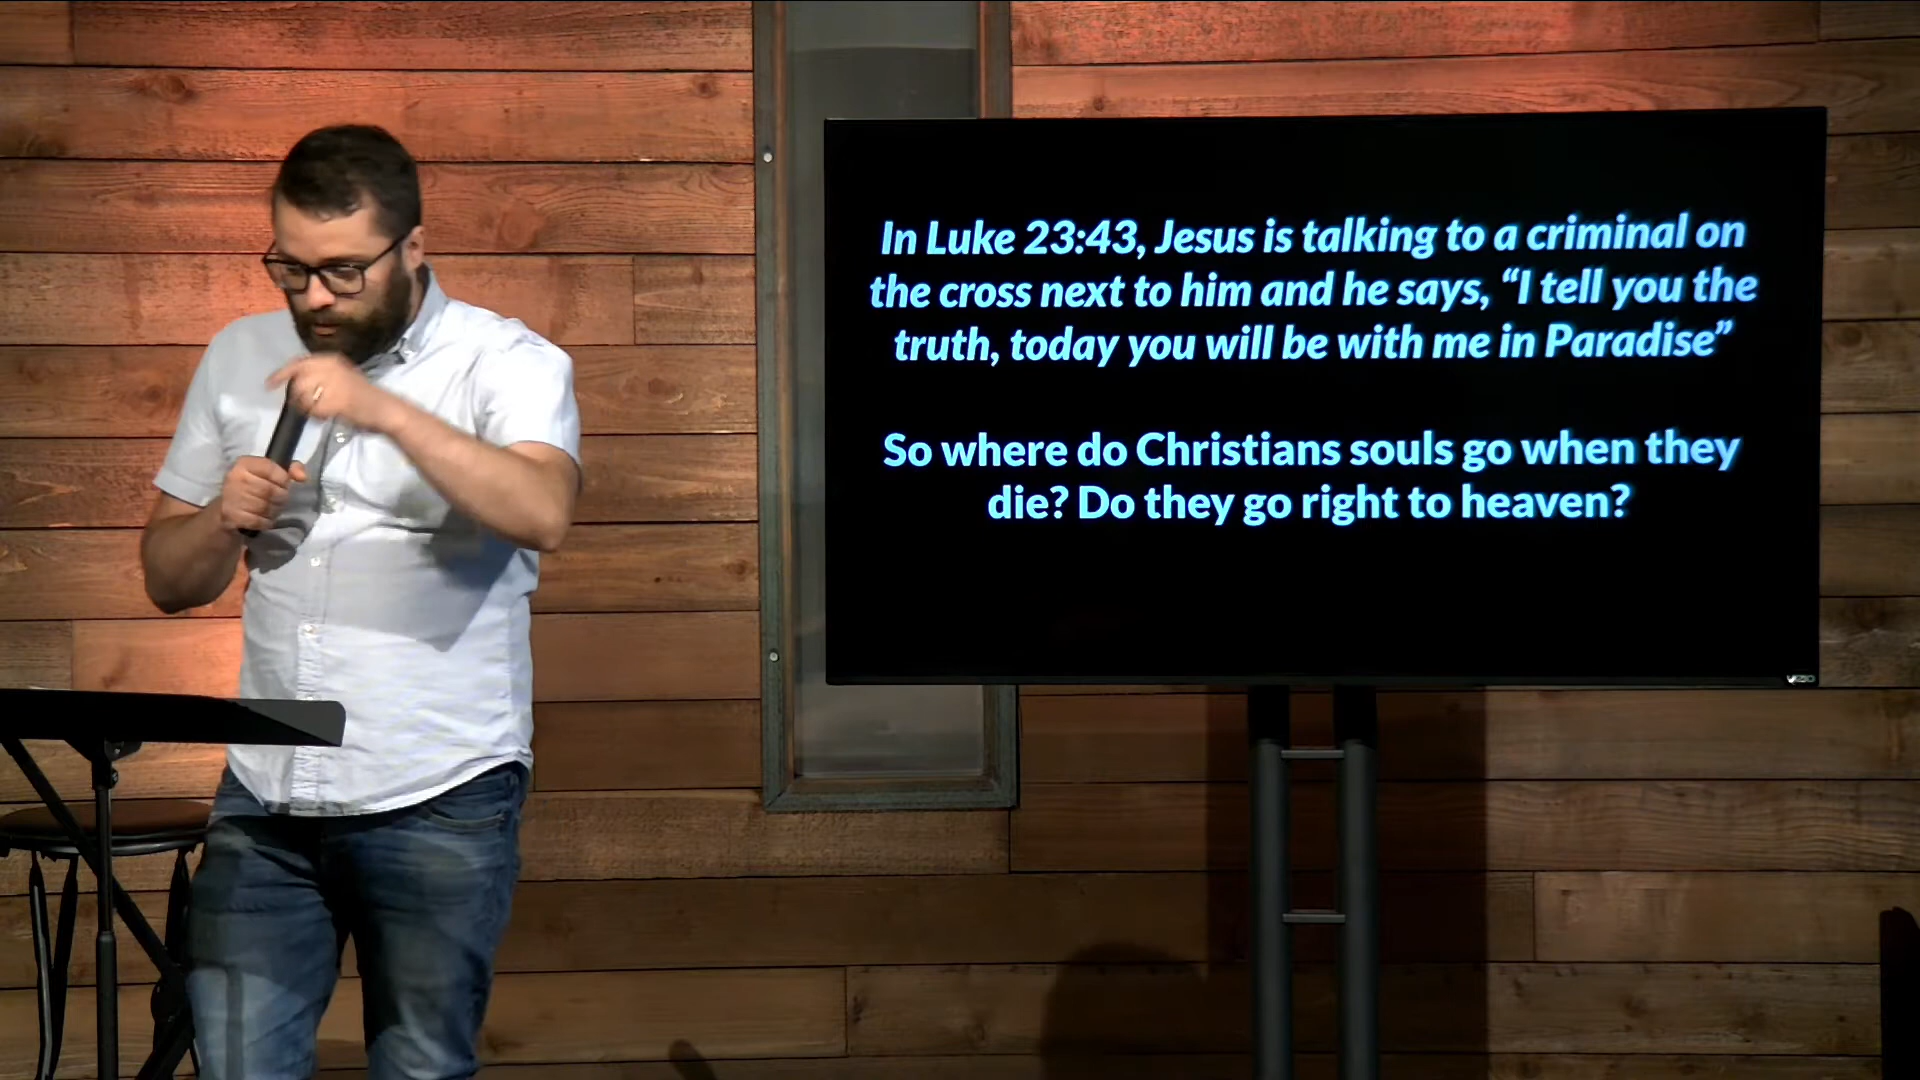 In Luke 23:43, Jesus is talking to a criminal on
the cross next to him and he says, “I tell you the
truth, today you will be with me in Paradise”
So where do Christians souls go when they
die? Do they go right to heaven?
VIZIO